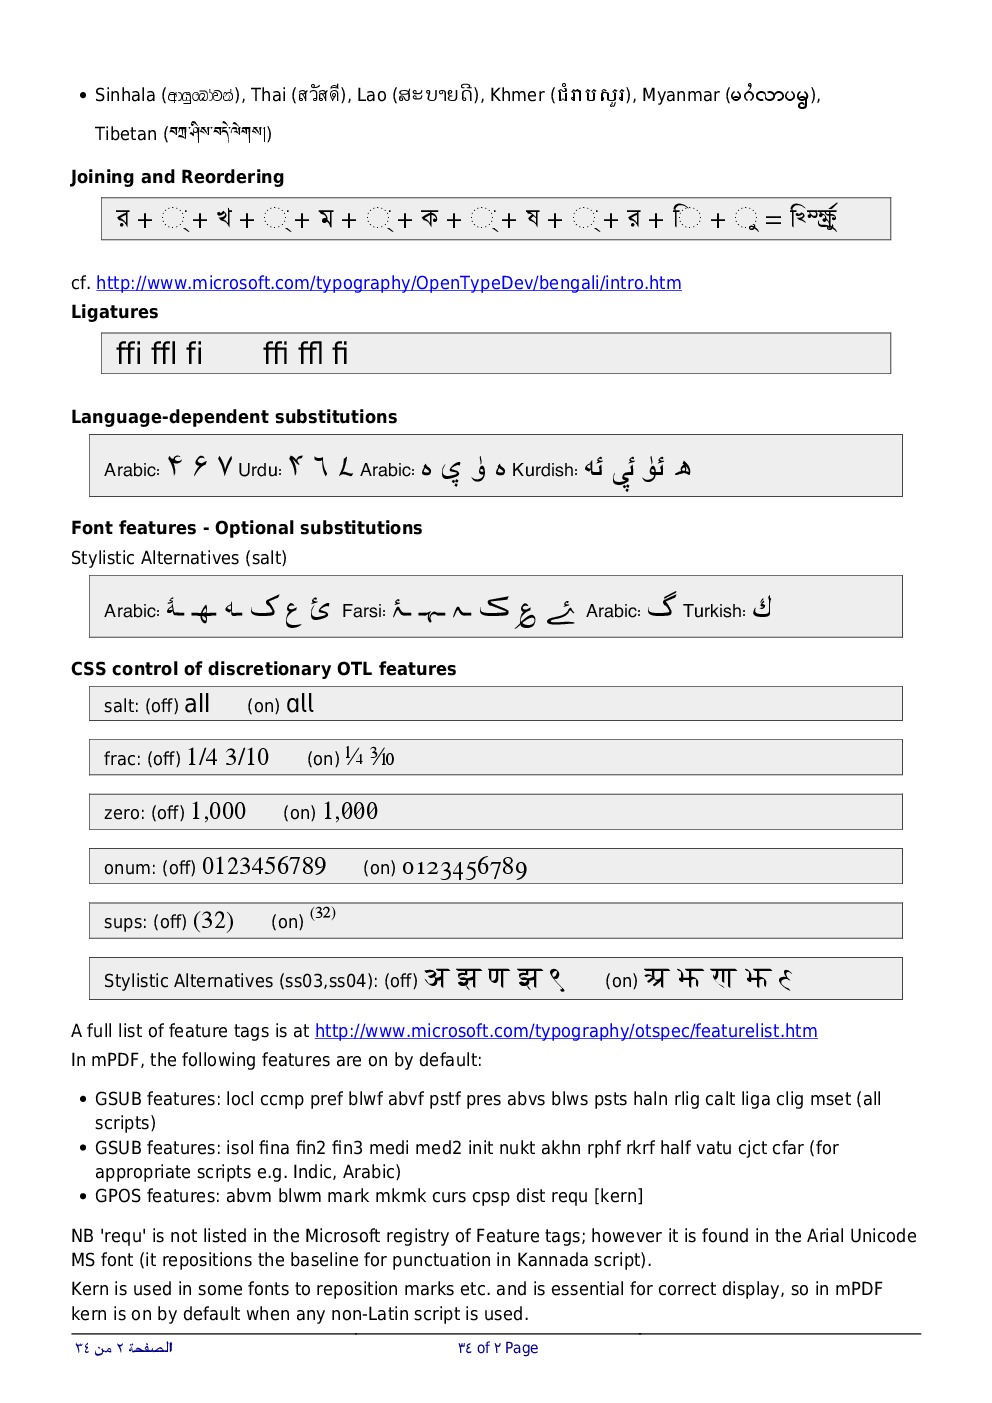 • Sinhala (ආයුබෝවන්), Thai (สวัสดี), Lao (ສະບາຍດີ), Khmer (ជំរាបសួរ), Myanmar (မင်္ဂလာပမ္ဗ),
Tibetan (བཀྲ་ཤིས་བདེ་ལེགས།)
Joining and Reordering
cf. http://www.microsoft.com/typography/OpenTypeDev/bengali/intro.htm
Ligatures
ffi ffl fi ffi ffl fi
Language-dependent substitutions
Arabic: ۴ ۶ ۷ Urdu: ۴ ۶ ۷ Arabic: ه ۈ ې ە Kurdish:
Font features - Optional substitutions
Stylistic Alternatives (salt)
Arabic: Farsi: Arabic: گ Turkish: ك
CSS control of discretionary OTL features
salt: (off) all (on) all
frac: (off) 1/4 3/10 (on) 1/4 3/10
zero: (off) 1,000 (on) 1,000
onum: (off) 0123456789 (on) 0123456789
sups: (off) (32) (on) (32)
Stylistic Alternatives (ss03,ss04): (off) अ झ ण झ ९ (on) अ झ ण झ ९
A full list of feature tags is at http://www.microsoft.com/typography/otspec/featurelist.htm
In mPDF, the following features are on by default:
• GSUB features: locl ccmp pref blwf abvf pstf pres abvs blws psts haln rlig calt liga clig mset (all
scripts)
• GSUB features: isol fina fin2 fin3 medi med2 init nukt akhn rphf rkrf half vatu cjct cfar (for
appropriate scripts e.g. Indic, Arabic)
• GPOS features: abvm blwm mark mkmk curs cpsp dist requ [kern]
NB 'requ' is not listed in the Microsoft registry of Feature tags; however it is found in the Arial Unicode
MS font (it repositions the baseline for punctuation in Kannada script).
Kern is used in some fonts to reposition marks etc. and is essential for correct display, so in mPDF
kern is on by default when any non-Latin script is used.
الصفحة ٢ من ٣٤
٣٤ of ٢ Page